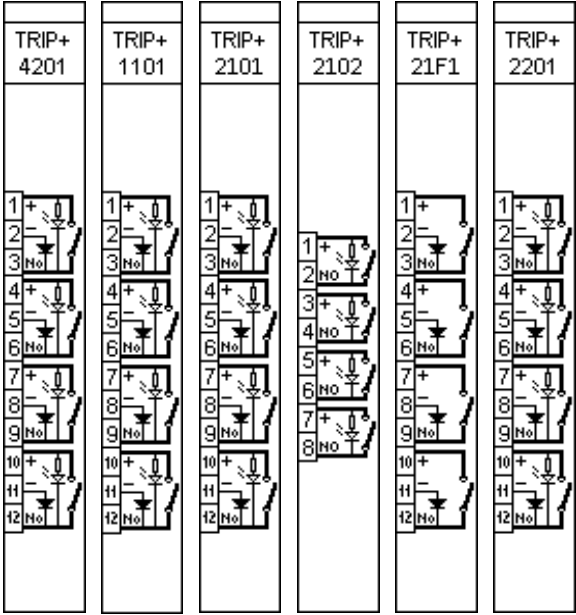 TRIP+
4201
1 +
2 −
3 No
4 +
5 −
6 No
7 +
8 −
9 No
10 +
11 −
12 No
TRIP+
1101
1 +
2 −
3 No
4 +
5 −
6 No
7 +
8 −
9 No
10 +
11 −
12 No
TRIP+
2101
1 +
2 −
3 No
4 +
5 −
6 No
7 +
8 −
9 No
10 +
11 −
12 No
TRIP+
2102
1 +
2 NO
3 +
4 NO
5 +
6 NO
7 +
8 NO
TRIP+
21F1
1 +
2 −
3 No
4 +
5 −
6 No
7 +
8 −
9 No
10 +
11 −
12 No
TRIP+
2201
1 +
2 −
3 No
4 +
5 −
6 No
7 +
8 −
9 No
10 +
11 −
12 No